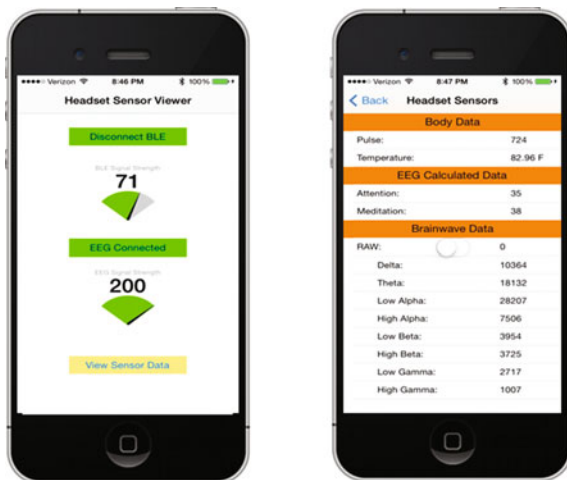 Verizon 8:46 PM 100%
Headset Sensor Viewer
Disconnect BLE
BLE Signal Strength
71
EEG Connected
EEG Signal Strength
200
View Sensor Data
Verizon 8:47 PM 100%
Back Headset Sensors
Body Data
Pulse: 724
Temperature: 82.96 F
EEG Calculated Data
Attention: 35
Meditation: 38
Brainwave Data
RAW: 0
Delta: 10364
Theta: 18132
Low Alpha: 28207
High Alpha: 7506
Low Beta: 3954
High Beta: 3725
Low Gamma: 2717
High Gamma: 1007